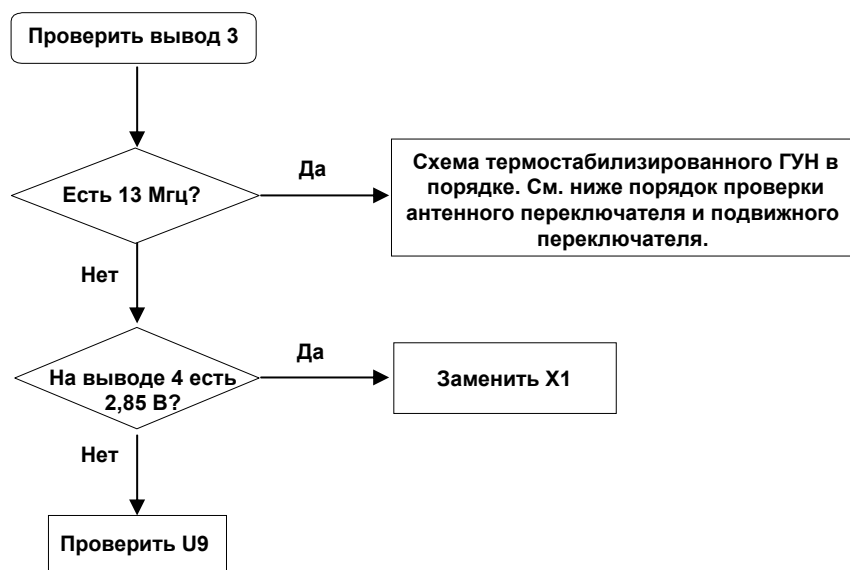 Проверить вывод 3
Есть 13 Мгц?
Да
Схема термостабилизированного ГУН в
порядке. См. ниже порядок проверки
антенного переключателя и подвижного
переключателя.
Нет
На выводе 4 есть
2,85 В?
Да
Заменить X1
Нет
Проверить U9